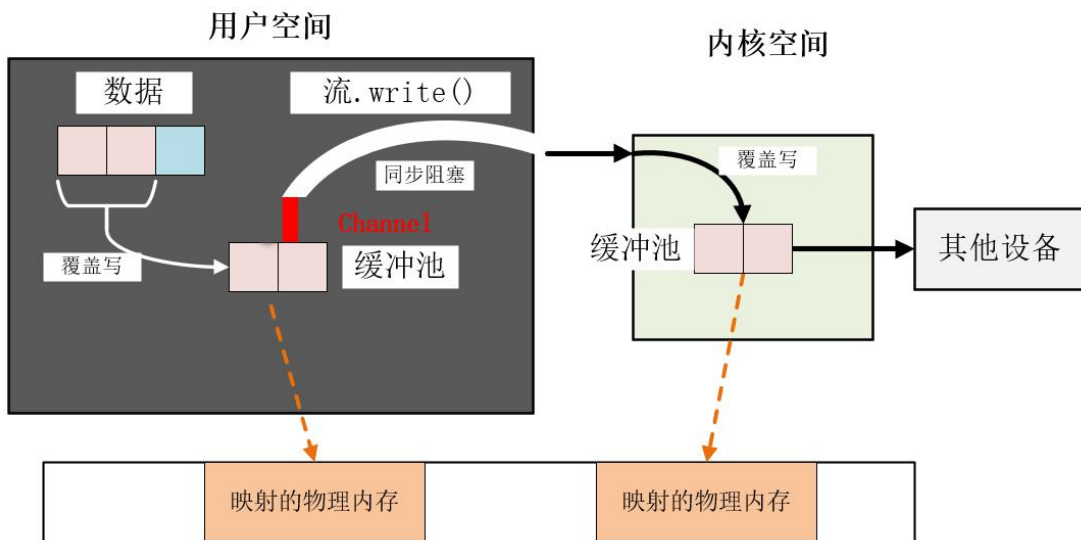 用户空间
内核空间
数据
流.write()
同步阻塞
覆盖写
Channel
缓冲池
覆盖写
缓冲池
其他设备
映射的物理内存
映射的物理内存